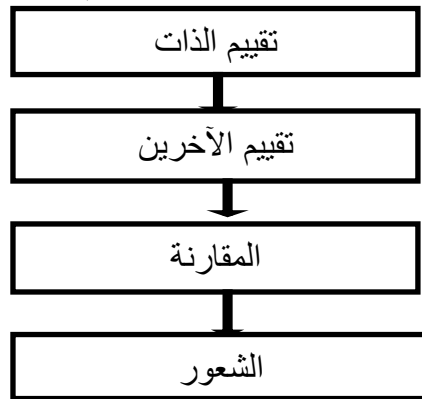 تقييم الذات
تقييم الآخرين
المقارنة
الشعور